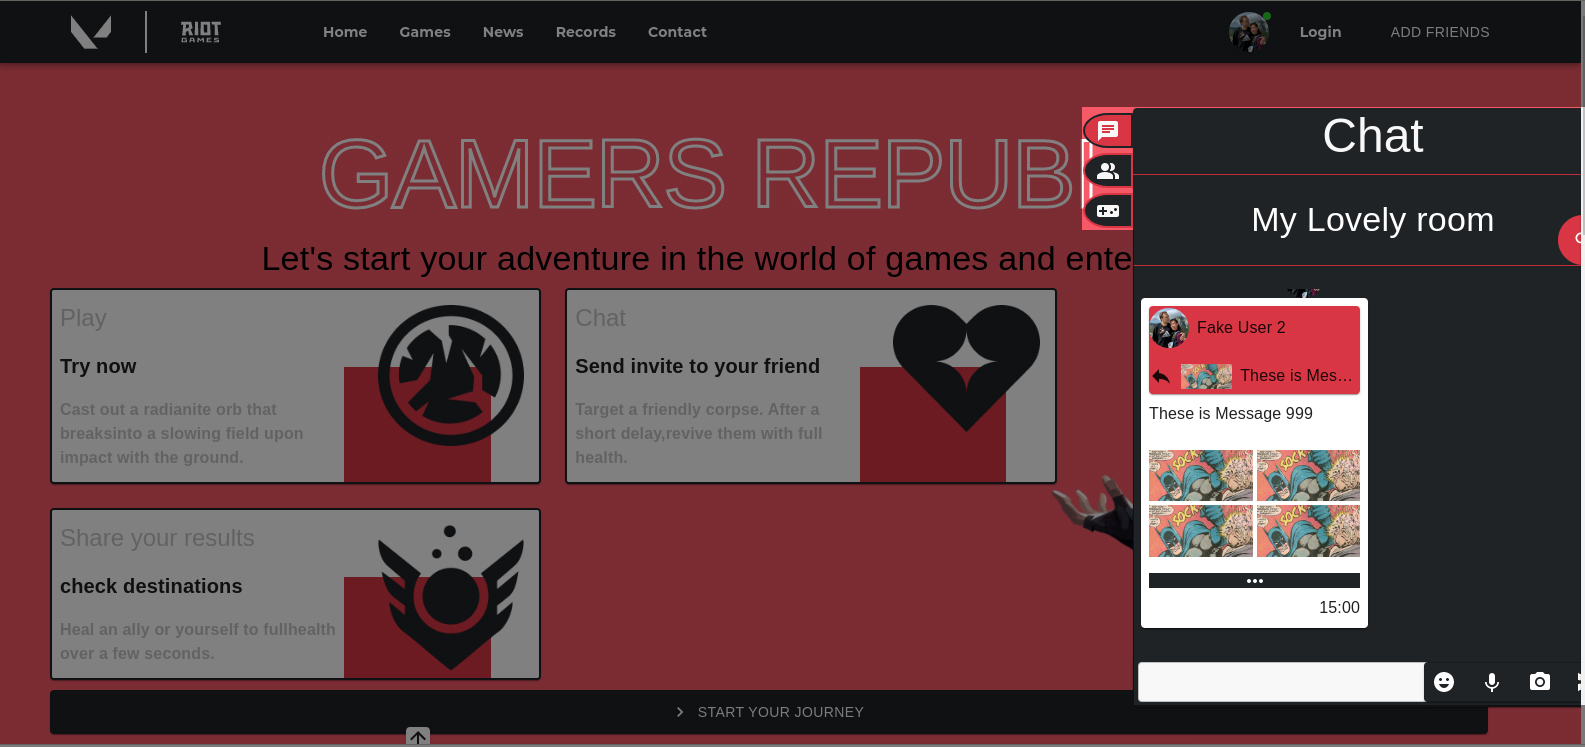 RIOT
GAMES
Home
Games
News
Records
Contact
Login
ADD FRIENDS
GAMERS REPUB
Let's start your adventure in the world of games and ente
Play
Try now
Cast out a radianite orb that
breaksinto a slowing field upon
impact with the ground.
Chat
Send invite to your friend
Target a friendly corpse. After a
short delay,revive them with full
health.
Share your results
check destinations
Heal an ally or yourself to fullhealth
over a few seconds.
START YOUR JOURNEY
Chat
My Lovely room
Fake User 2
These is Mes...
These is Message 999
SOCK
SOCK
SOCK
SOCK
15:00